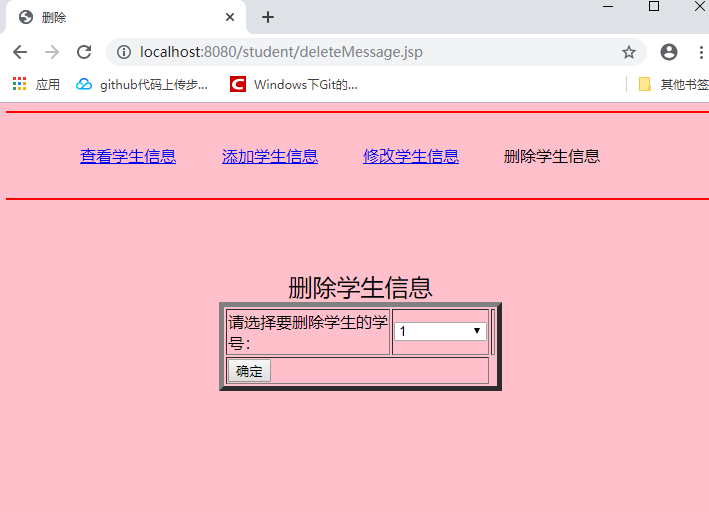 删除
localhost:8080/student/deleteMessage.jsp
应用 github代码上传步... Windows下Git的... 其他书签
查看学生信息 添加学生信息 修改学生信息 删除学生信息
删除学生信息
请选择要删除学生的学
号： 1
确定